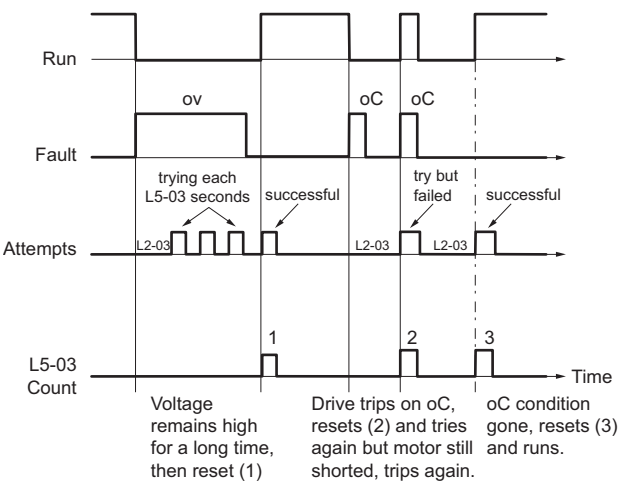 Run
ov
oC
oC
Fault
trying each
L5-03 seconds
successful
try but
failed
successful
L2-03
L2-03
L2-03
Attempts
1
2
3
L5-03
Count
Time
Voltage
remains high
for a long time,
then reset (1)
Drive trips on oC,
resets (2) and tries
again but motor still
shorted, trips again.
oC condition
gone, resets (3)
and runs.